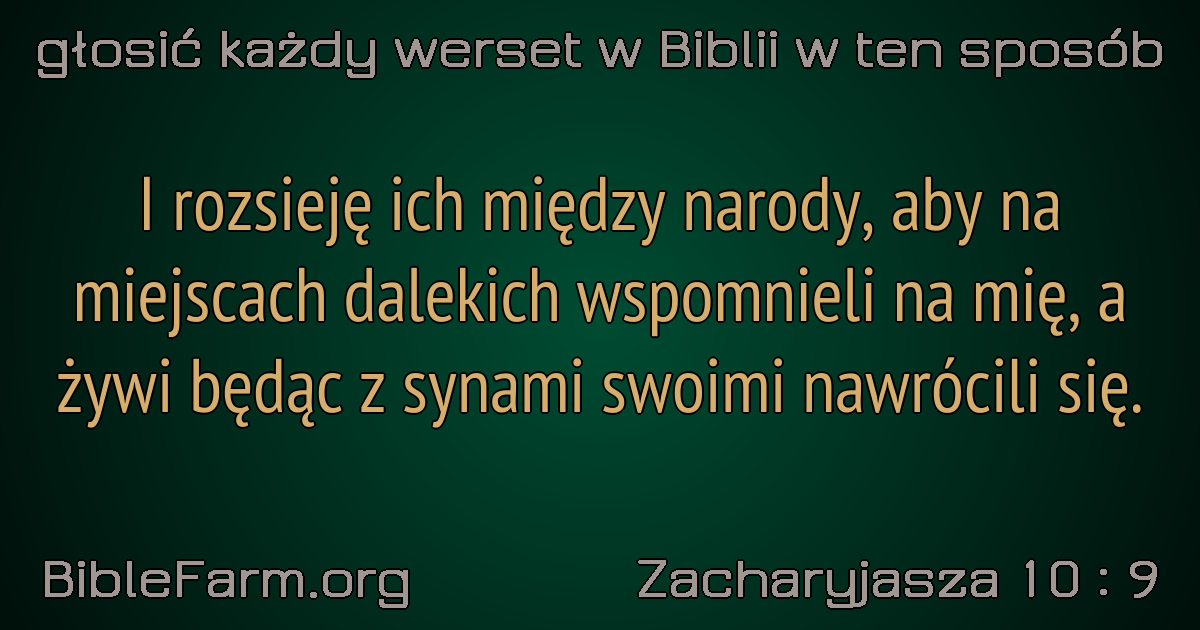 głosić każdy werset w Biblii w ten sposób
I rozsieję ich między narody, aby na
miejscach dalekich wspomnieli na mię, a
żywi będąc z synami swoimi nawrócili się.
BibleFarm.org
Zacharyjasza 10 : 9